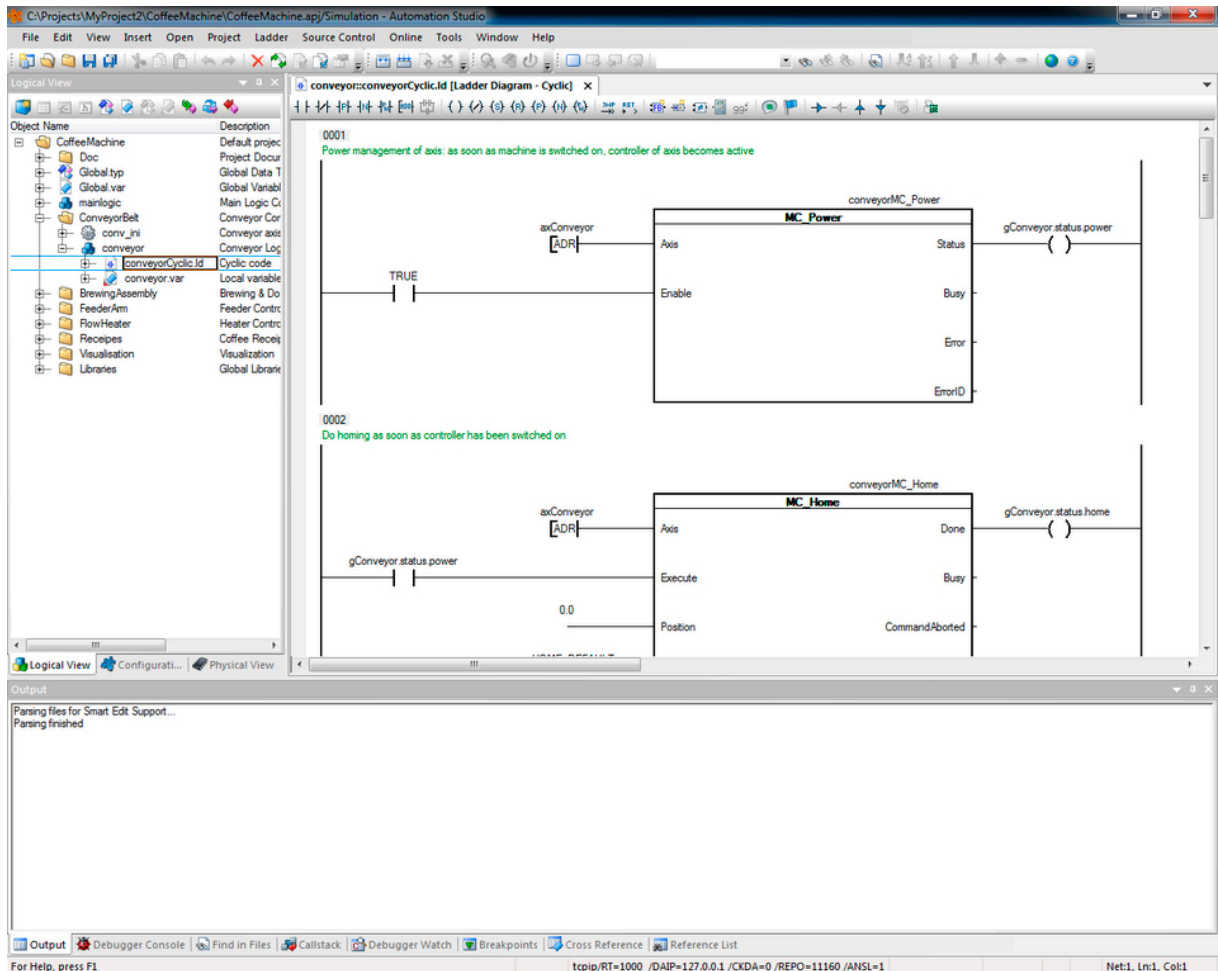 C:\Projects\MyProject2\CoffeeMachine\CoffeeMachine.apj/Simulation - Automation Studio
File Edit View Insert Open Project Ladder Source Control Online Tools Window Help
Logical View
conveyor::conveyorCyclic.ld [Ladder Diagram - Cyclic]
Object Name Description
CoffeeMachine Default projec
Doc Project Docur
Global.typ Global Data T
Global.var Global Variabl
mainlogic Main Logic Co
ConveyorBelt Conveyor Cor
conv_ini Conveyor axis
conveyor Conveyor Log
conveyorCyclic.ld Cyclic code
conveyor.var Local variable
BrewingAssembly Brewing & Do
FeederArm Feeder Contro
FlowHeater Heater Contro
Receipes Coffee Receip
Visualisation Visualization
Libraries Global Librarie
Logical View Configurati... Physical View
0001
Power management of axis: as soon as machine is switched on, controller of axis becomes active
conveyorMC_Power
MC_Power
axConveyor
ADR
Axis Status
gConveyor.status.power
TRUE
Enable Busy
Error
ErrorID
0002
Do homing as soon as controller has been switched on
conveyorMC_Home
MC_Home
axConveyor
ADR
Axis Done
gConveyor.status.home
gConveyor.status.power
Execute Busy
0.0
Position CommandAborted
Output
Parsing files for Smart Edit Support...
Parsing finished
Output Debugger Console Find in Files Callstack Debugger Watch Breakpoints Cross Reference Reference List
For Help, press F1 tcpip/RT=1000 /DAIP=127.0.0.1 /CKDA=0 /REPO=11160 /ANSL=1 Net:1, Ln:1, Col:1